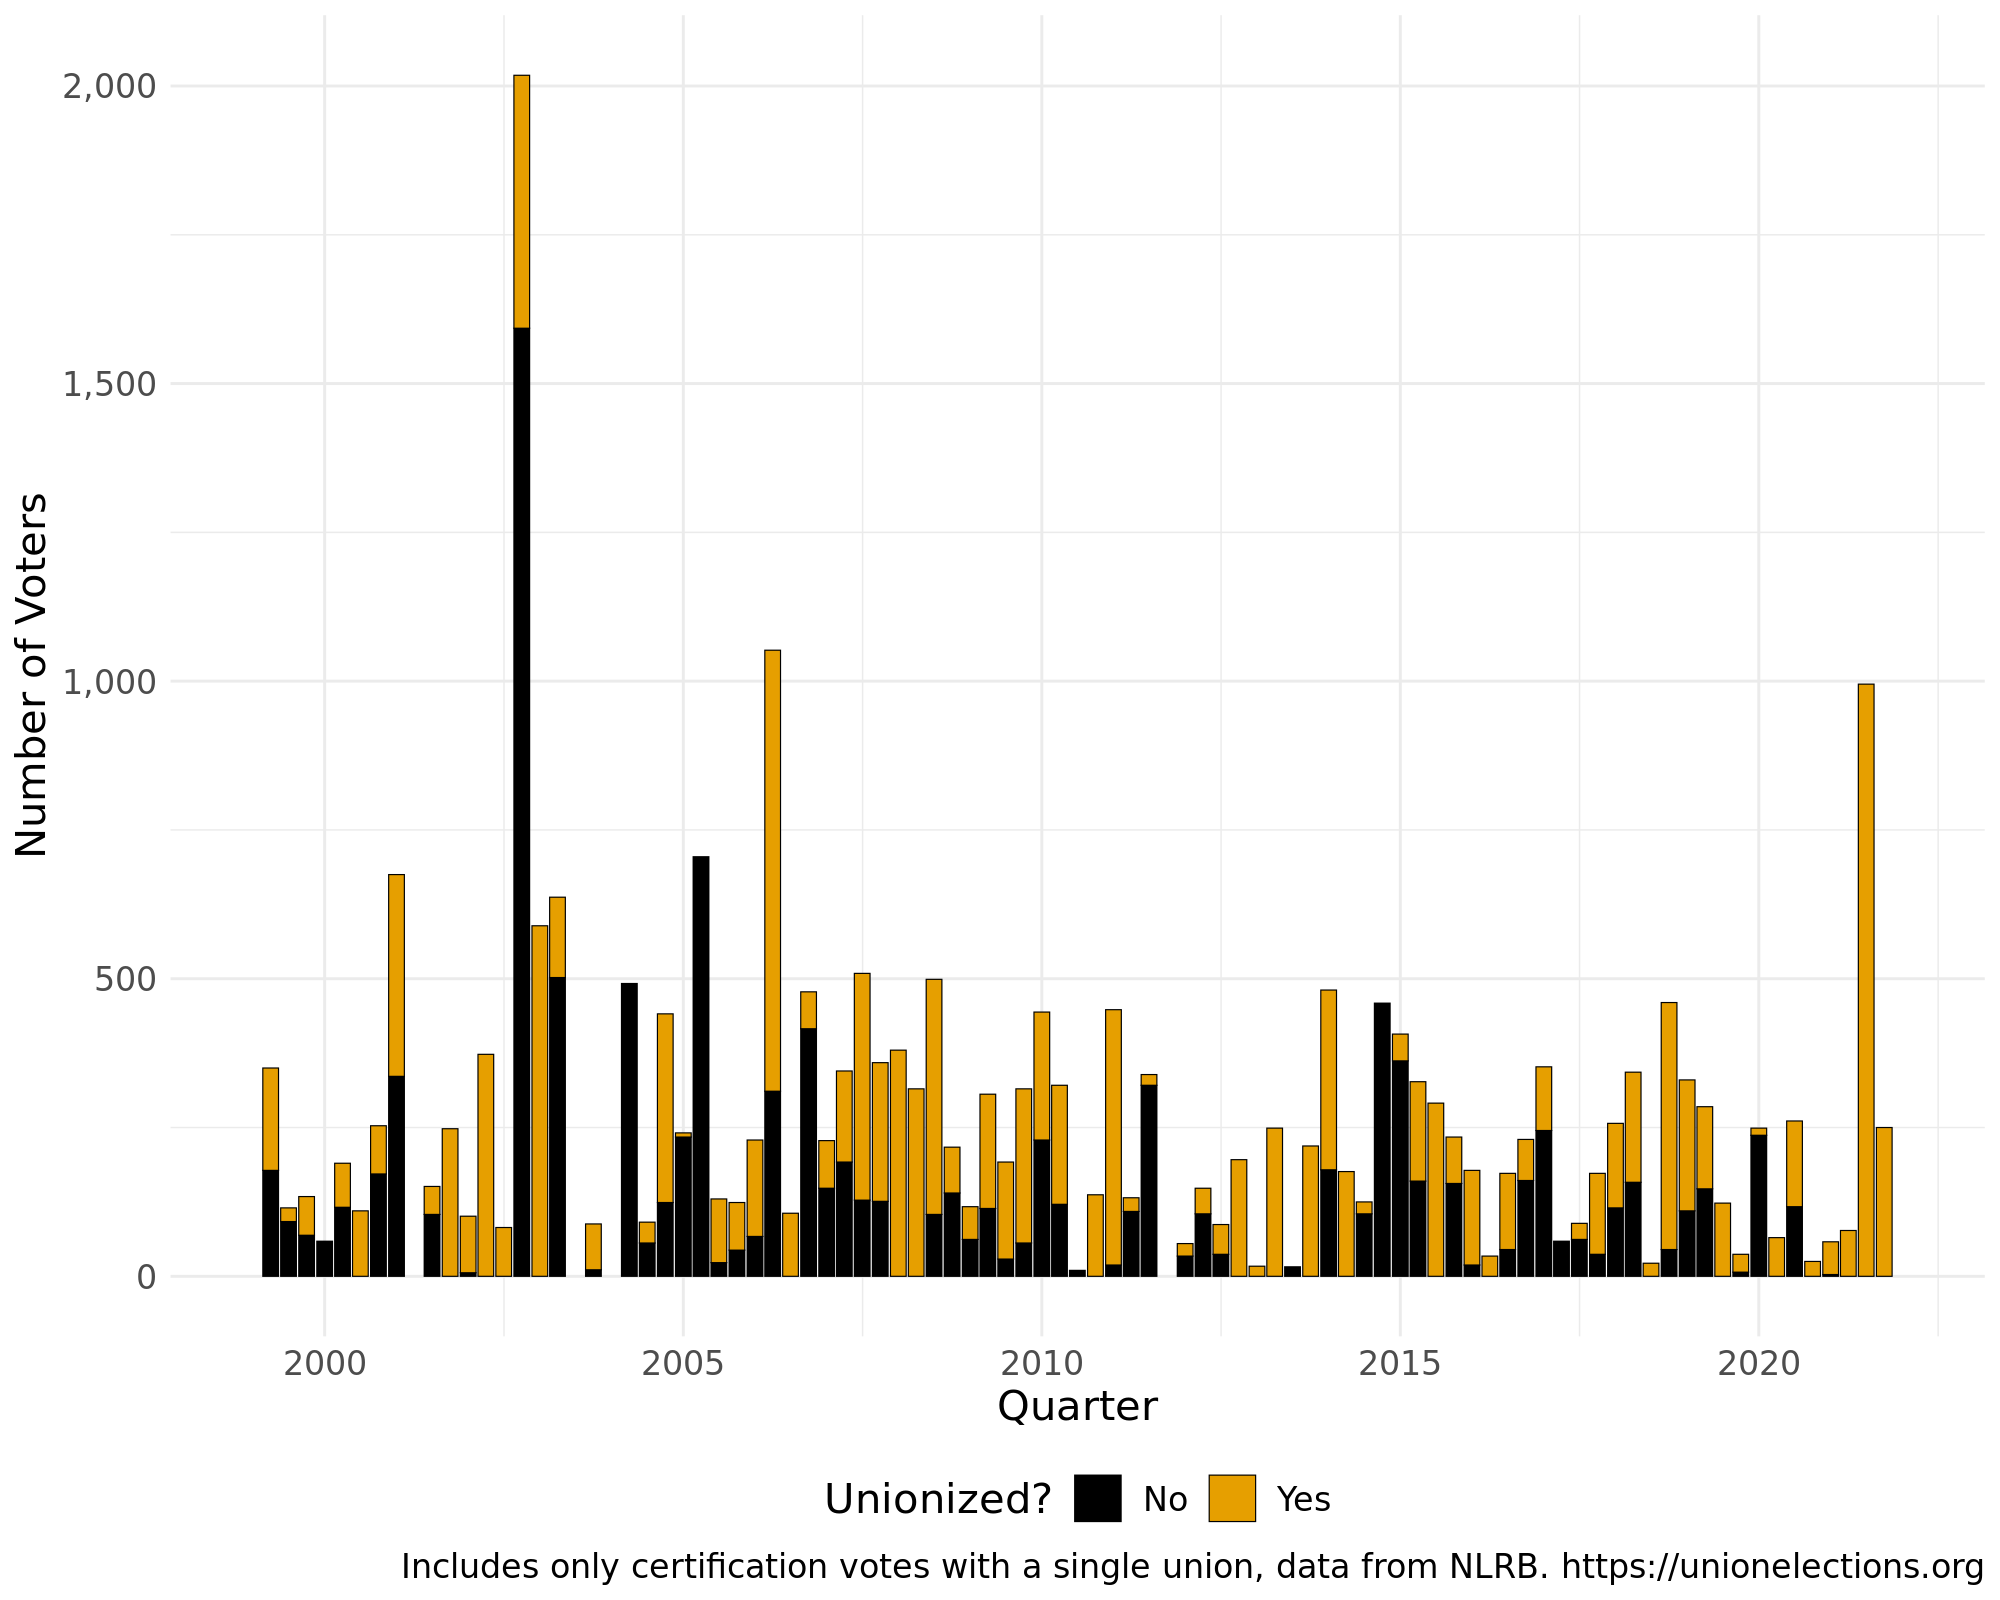 2,000
1,500
1,000
500
0
Number of Voters
2000 2005 2010 2015 2020
Quarter
Unionized? No Yes
Includes only certification votes with a single union, data from NLRB. https://unionelections.org